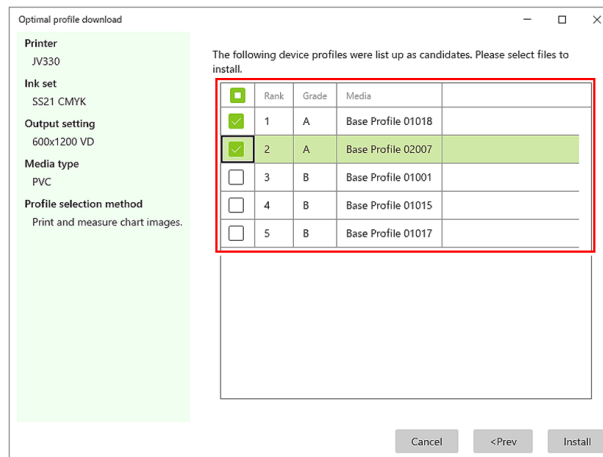 Optimal profile download
Printer
JV330
Ink set
SS21 CMYK
Output setting
600x1200 VD
Media type
PVC
Profile selection method
Print and measure chart images.
The following device profiles were list up as candidates. Please select files to
install.
Rank Grade Media
1 A Base Profile 01018
2 A Base Profile 02007
3 B Base Profile 01001
4 B Base Profile 01015
5 B Base Profile 01017
Cancel <Prev Install